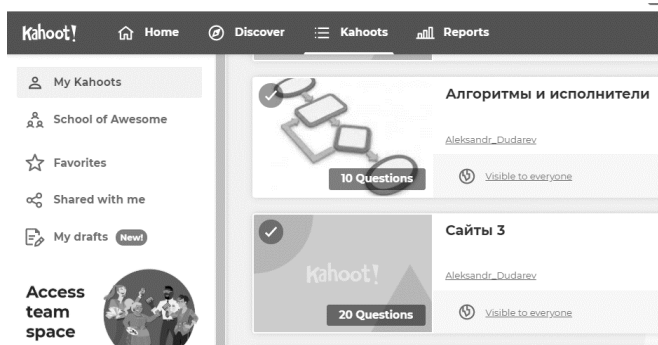 Kahoot! Home Discover Kahoots Reports
My Kahoots
School of Awesome
Favorites
Shared with me
My drafts New!
Access
team
space
Алгоритмы и исполнители
Aleksandr_Dudarev
10 Questions
Visible to everyone
Сайты 3
Kahoot!
Aleksandr_Dudarev
20 Questions
Visible to everyone